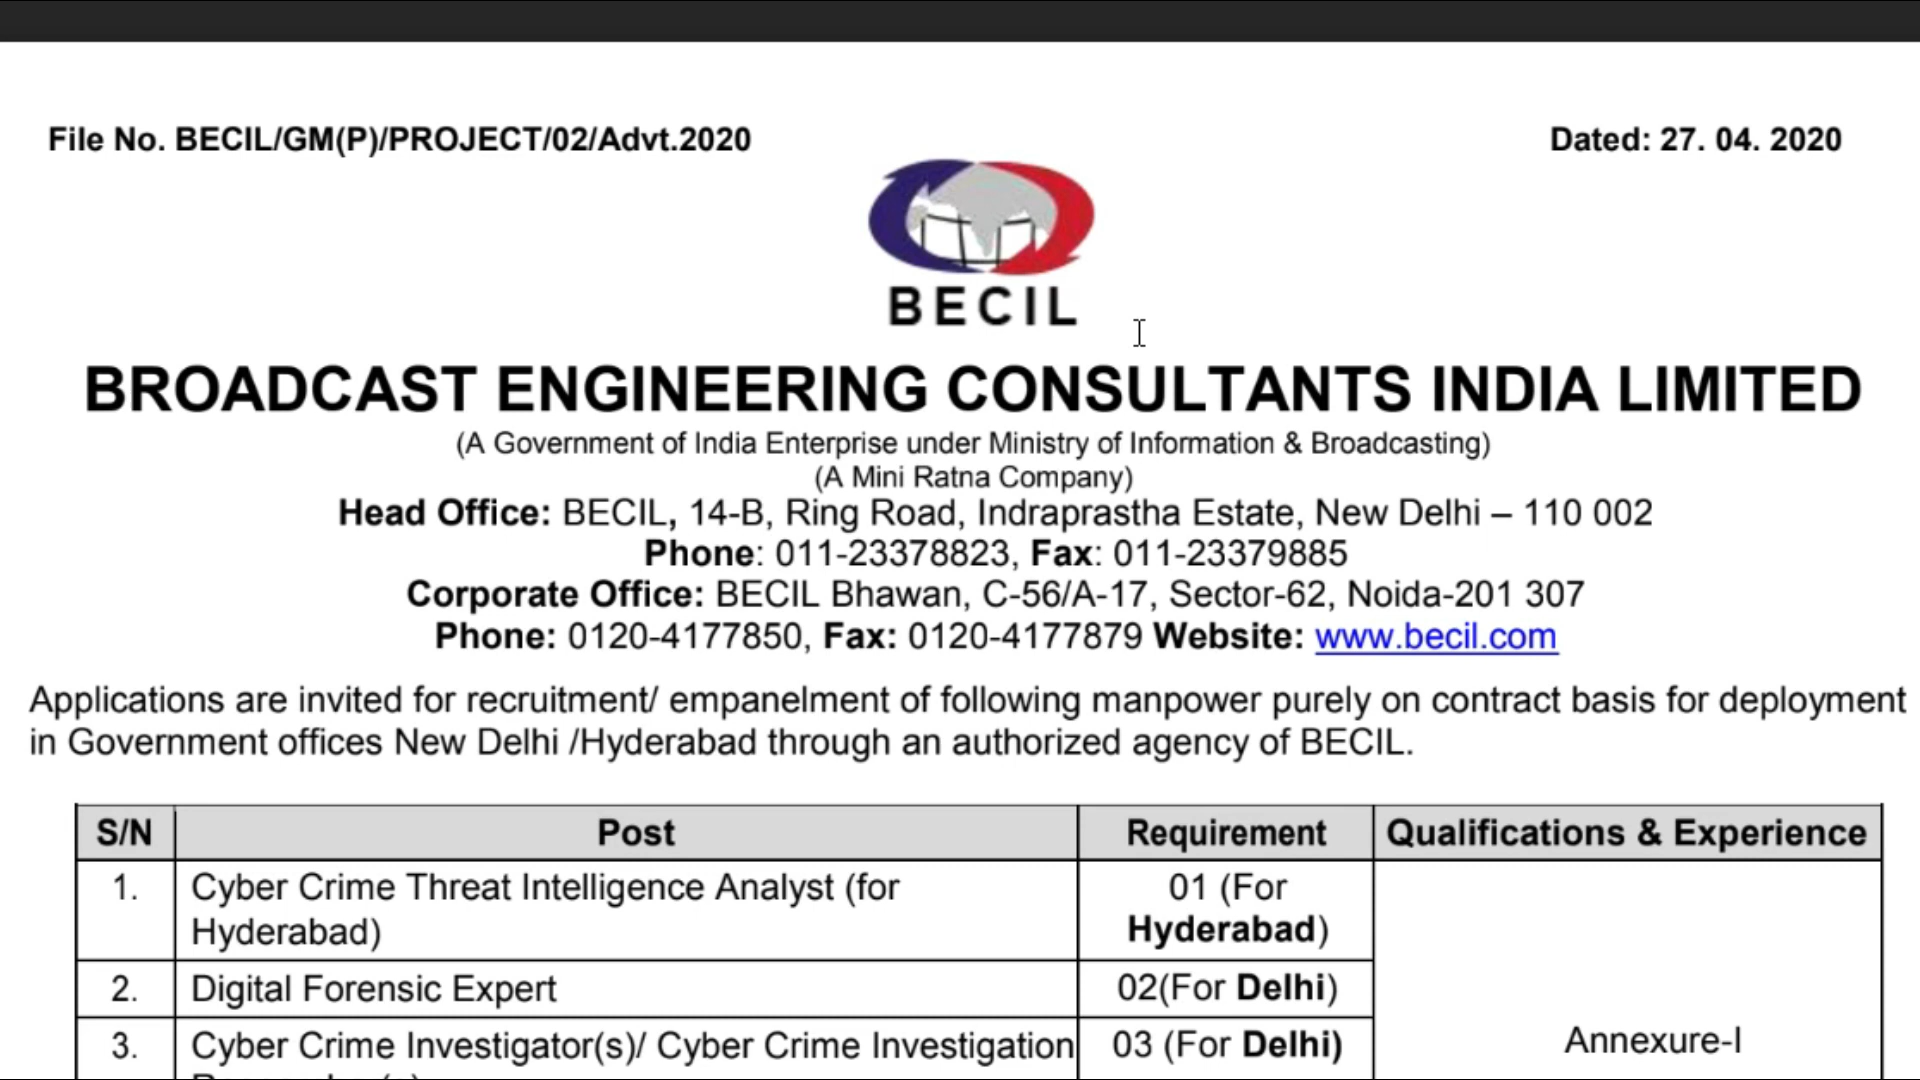 File No. BECIL/GM(P)/PROJECT/02/Advt.2020
Dated: 27. 04. 2020
BECIL
BROADCAST ENGINEERING CONSULTANTS INDIA LIMITED
(A Government of India Enterprise under Ministry of Information & Broadcasting)
(A Mini Ratna Company)
Head Office: BECIL, 14-B, Ring Road, Indraprastha Estate, New Delhi – 110 002
Phone: 011-23378823, Fax: 011-23379885
Corporate Office: BECIL Bhawan, C-56/A-17, Sector-62, Noida-201 307
Phone: 0120-4177850, Fax: 0120-4177879 Website: www.becil.com
Applications are invited for recruitment/ empanelment of following manpower purely on contract basis for deployment
in Government offices New Delhi /Hyderabad through an authorized agency of BECIL.
S/N Post Requirement Qualifications & Experience
1. Cyber Crime Threat Intelligence Analyst (for
Hyderabad)
01 (For
Hyderabad)
2. Digital Forensic Expert 02(For Delhi)
3. Cyber Crime Investigator(s)/ Cyber Crime Investigation 03 (For Delhi)
Annexure-I